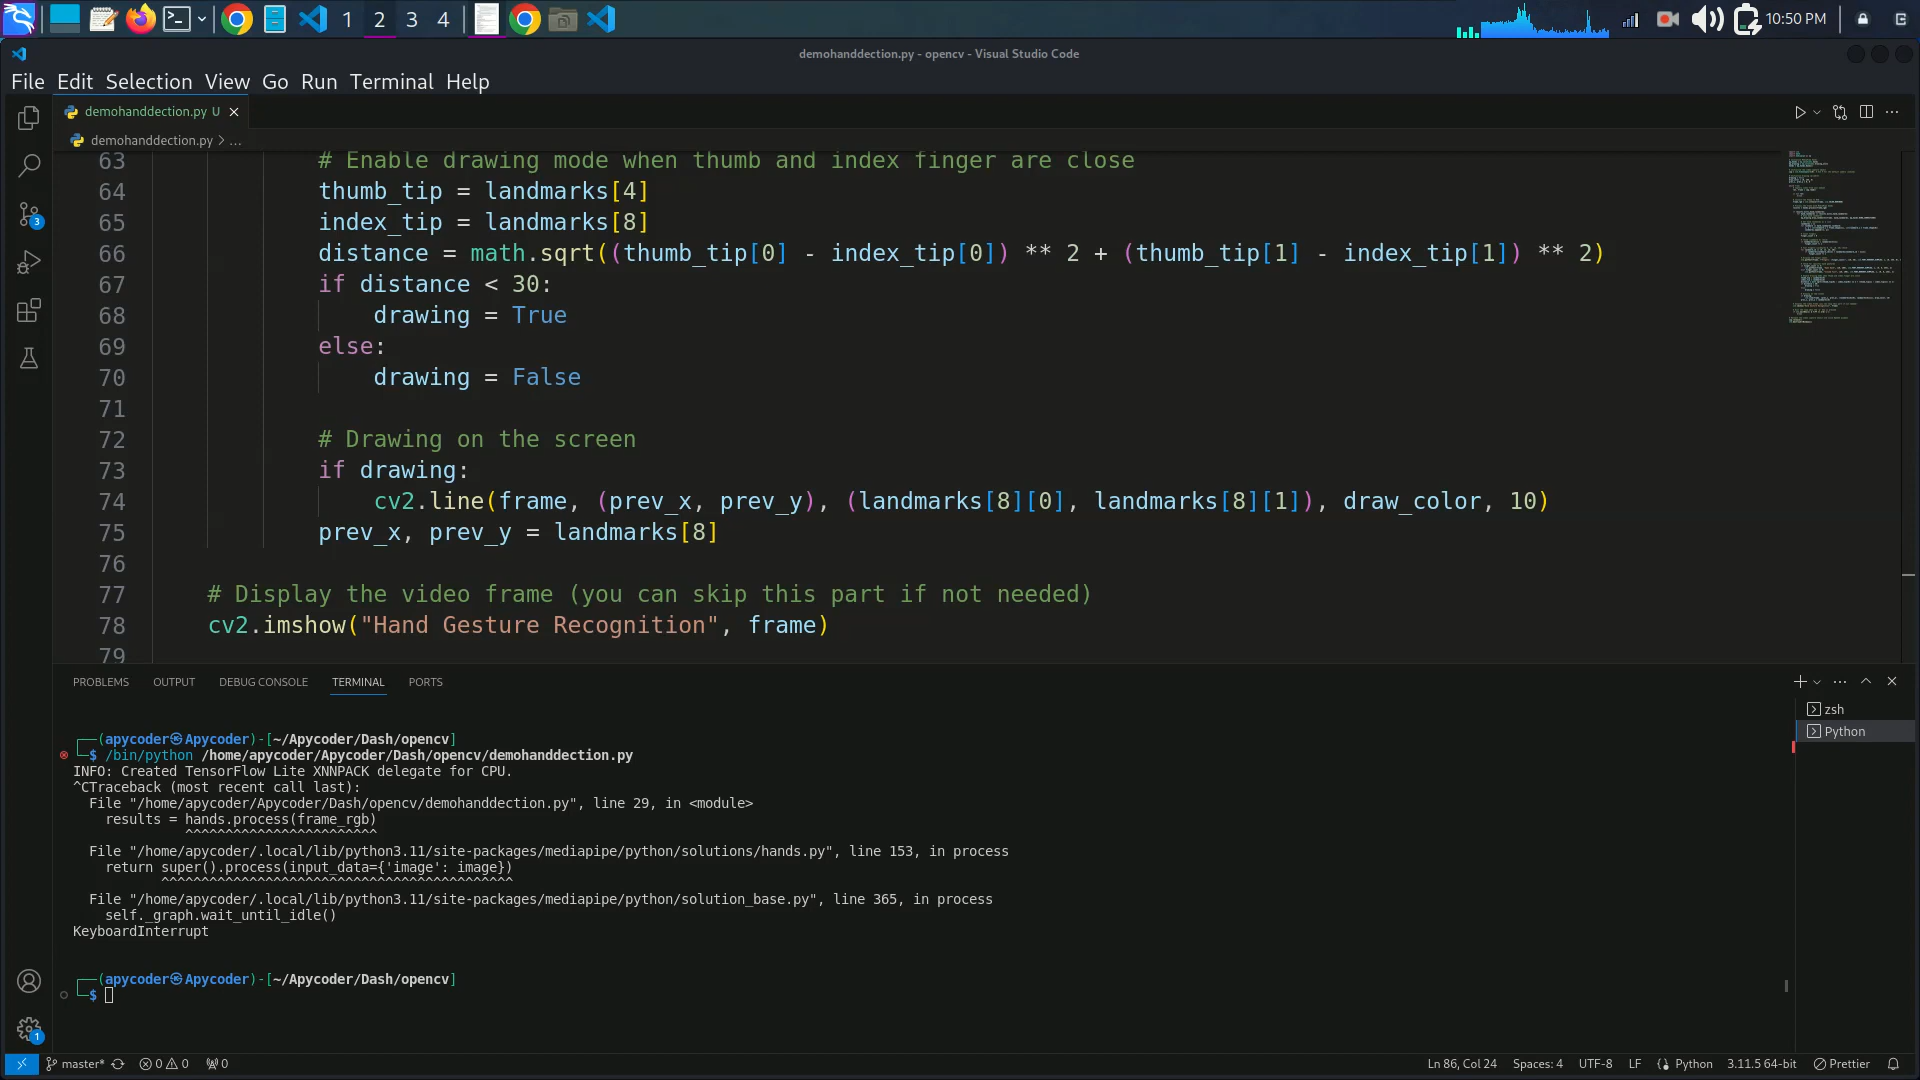 1 2 3 4
10:50 PM
demohanddection.py - opencv - Visual Studio Code
File Edit Selection View Go Run Terminal Help
demohanddection.py U
demohanddection.py > ...
63 # Enable drawing mode when thumb and index finger are close
64 thumb_tip = landmarks[4]
65 index_tip = landmarks[8]
66 distance = math.sqrt((thumb_tip[0] - index_tip[0]) ** 2 + (thumb_tip[1] - index_tip[1]) ** 2)
67 if distance < 30:
68 drawing = True
69 else:
70 drawing = False
71
72 # Drawing on the screen
73 if drawing:
74 cv2.line(frame, (prev_x, prev_y), (landmarks[8][0], landmarks[8][1]), draw_color, 10)
75 prev_x, prev_y = landmarks[8]
76
77 # Display the video frame (you can skip this part if not needed)
78 cv2.imshow("Hand Gesture Recognition", frame)
79
3
PROBLEMS OUTPUT DEBUG CONSOLE TERMINAL PORTS
zsh
Python
┌──(apycoder㉿Apycoder)-[~/Apycoder/Dash/opencv]
└─$ /bin/python /home/apycoder/Apycoder/Dash/opencv/demohanddection.py
INFO: Created TensorFlow Lite XNNPACK delegate for CPU.
^CTraceback (most recent call last):
File "/home/apycoder/Apycoder/Dash/opencv/demohanddection.py", line 29, in <module>
results = hands.process(frame_rgb)
^^^^^^^^^^^^^^^^^^^^^^^^
File "/home/apycoder/.local/lib/python3.11/site-packages/mediapipe/python/solutions/hands.py", line 153, in process
return super().process(input_data={'image': image})
^^^^^^^^^^^^^^^^^^^^^^^^^^^^^^^^^^^^^^^^^^^^
File "/home/apycoder/.local/lib/python3.11/site-packages/mediapipe/python/solution_base.py", line 365, in process
self._graph.wait_until_idle()
KeyboardInterrupt
┌──(apycoder㉿Apycoder)-[~/Apycoder/Dash/opencv]
└─$
1
master* 0 0 0
Ln 86, Col 24 Spaces: 4 UTF-8 LF Python 3.11.5 64-bit Prettier